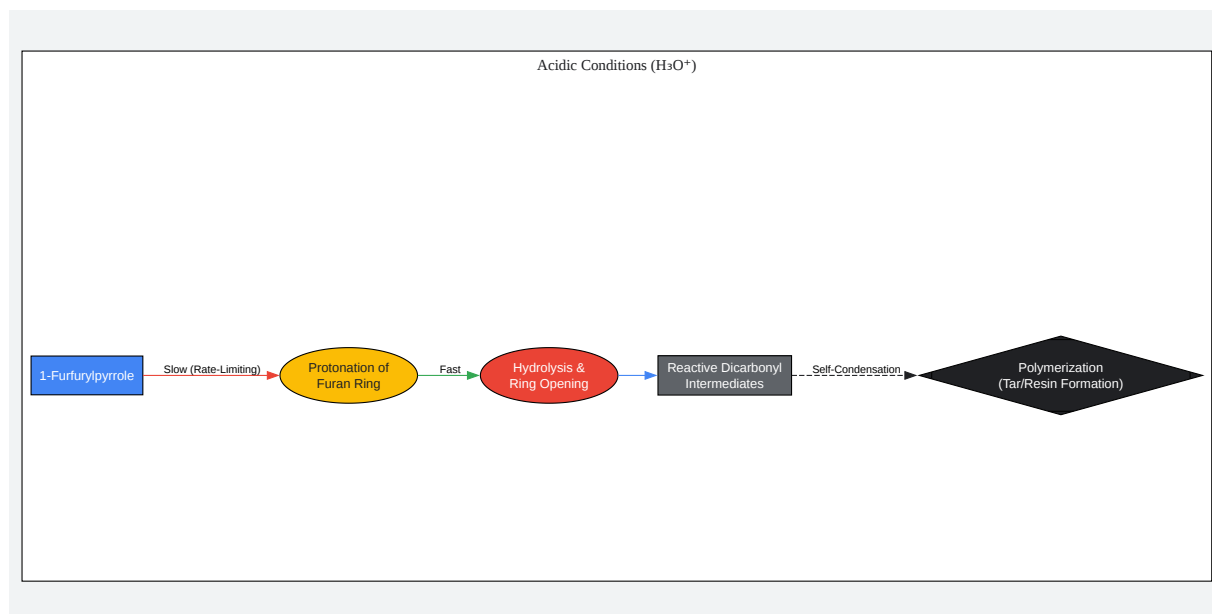 Acidic Conditions (H₃O⁺)
1-Furfurylpyrrole
Slow (Rate-Limiting)
Protonation of
Furan Ring
Fast
Hydrolysis &
Ring Opening
Reactive Dicarbonyl
Intermediates
Self-Condensation
Polymerization
(Tar/Resin Formation)